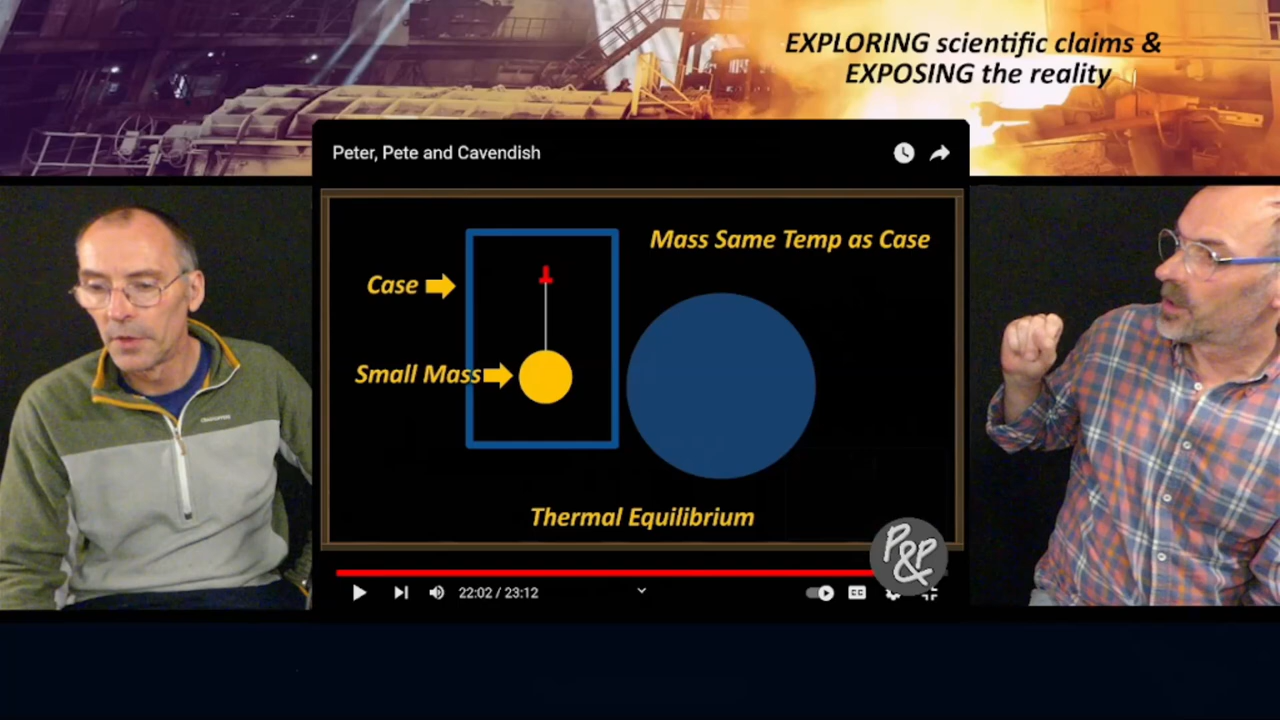 EXPLORING scientific claims &
EXPOSING the reality
Peter, Pete and Cavendish
Mass Same Temp as Case
Case
Small Mass
Thermal Equilibrium
P&P
22:02 / 23:12
CC